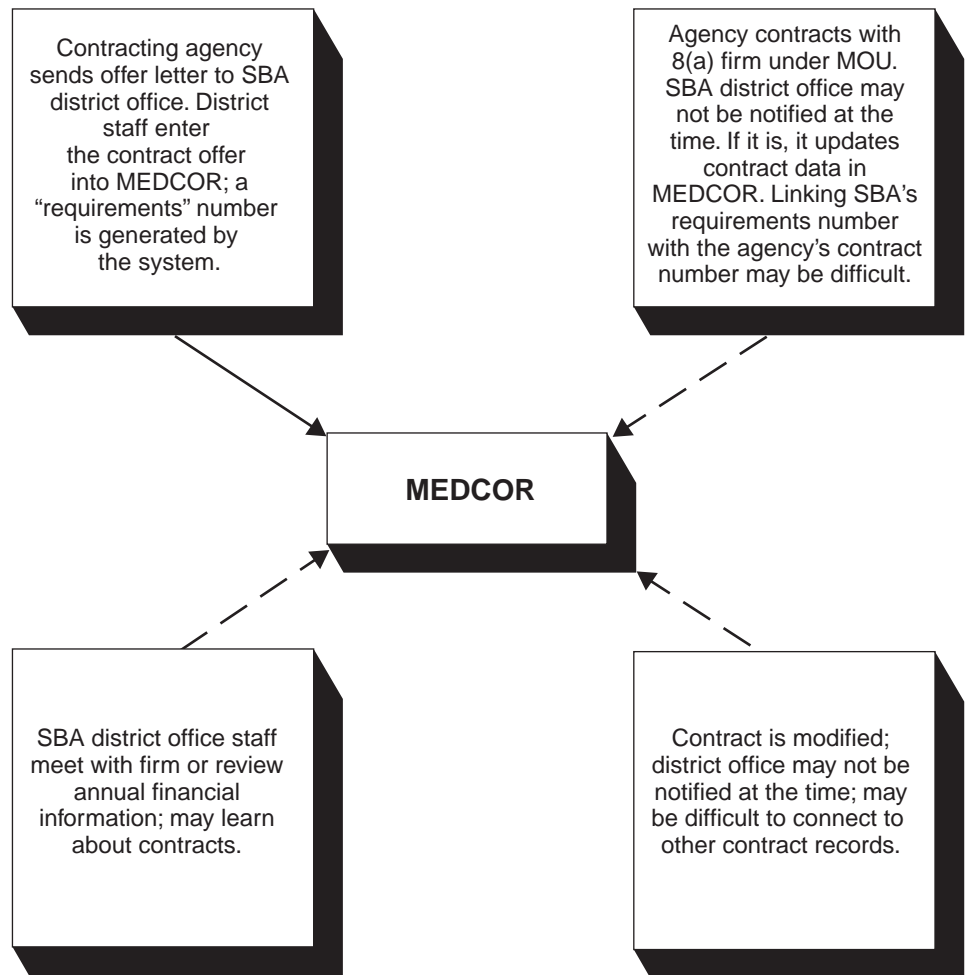 Contracting agency
sends offer letter to SBA
district office. District
staff enter
the contract offer
into MEDCOR; a
“requirements” number
is generated by
the system.
Agency contracts with
8(a) firm under MOU.
SBA district office may
not be notified at the
time. If it is, it updates
contract data in
MEDCOR. Linking SBA’s
requirements number
with the agency’s contract
number may be difficult.
MEDCOR
SBA district office staff
meet with firm or review
annual financial
information; may learn
about contracts.
Contract is modified;
district office may not be
notified at the time; may
be difficult to connect to
other contract records.